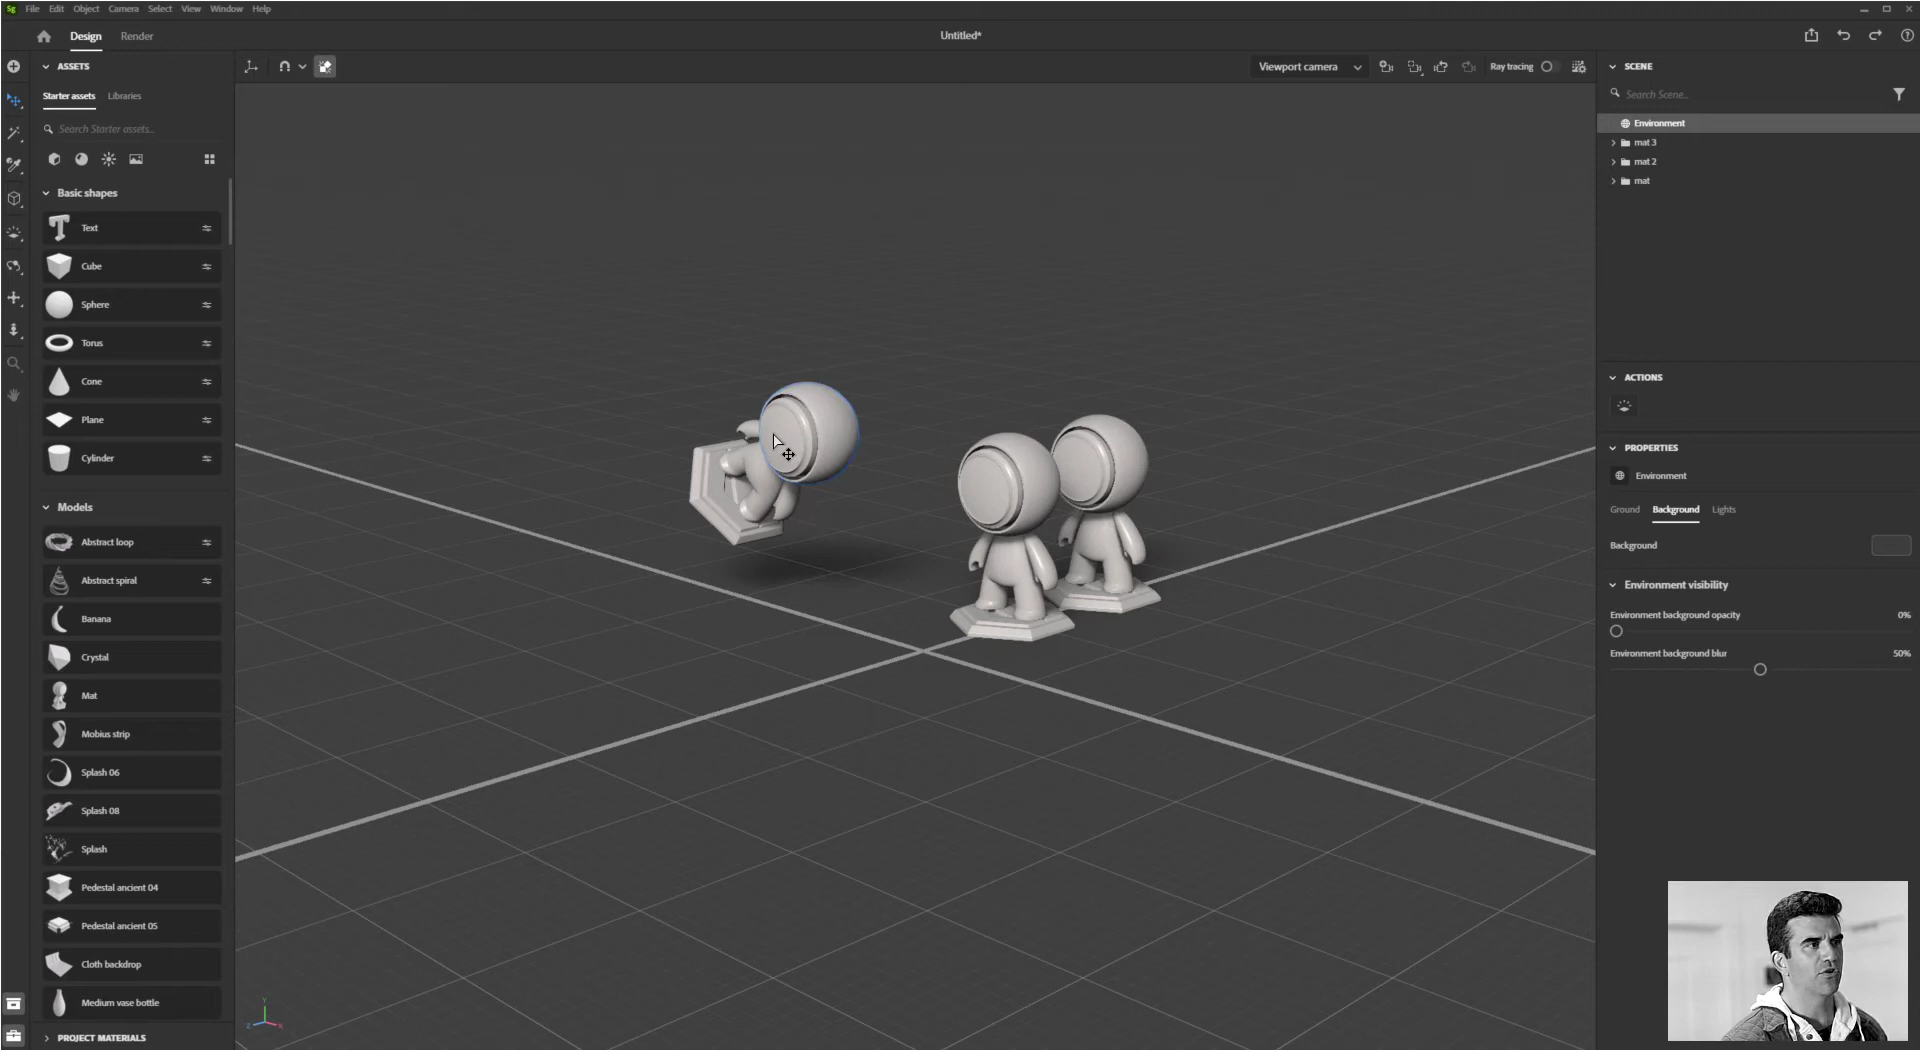 Sg File Edit Object Camera Select View Window Help
Design Render Untitled*
ASSETS
Starter assets Libraries
Search Starter assets...
Basic shapes
Text
Cube
Sphere
Torus
Cone
Plane
Cylinder
Models
Abstract loop
Abstract spiral
Banana
Crystal
Mat
Mobius strip
Splash 06
Splash 08
Splash
Pedestal ancient 04
Pedestal ancient 05
Cloth backdrop
Medium vase bottle
PROJECT MATERIALS
Viewport camera Ray tracing
Y
Z X
SCENE
Search Scene...
Environment
mat 3
mat 2
mat
ACTIONS
PROPERTIES
Environment
Ground Background Lights
Background
Environment visibility
Environment background opacity 0%
Environment background blur 50%